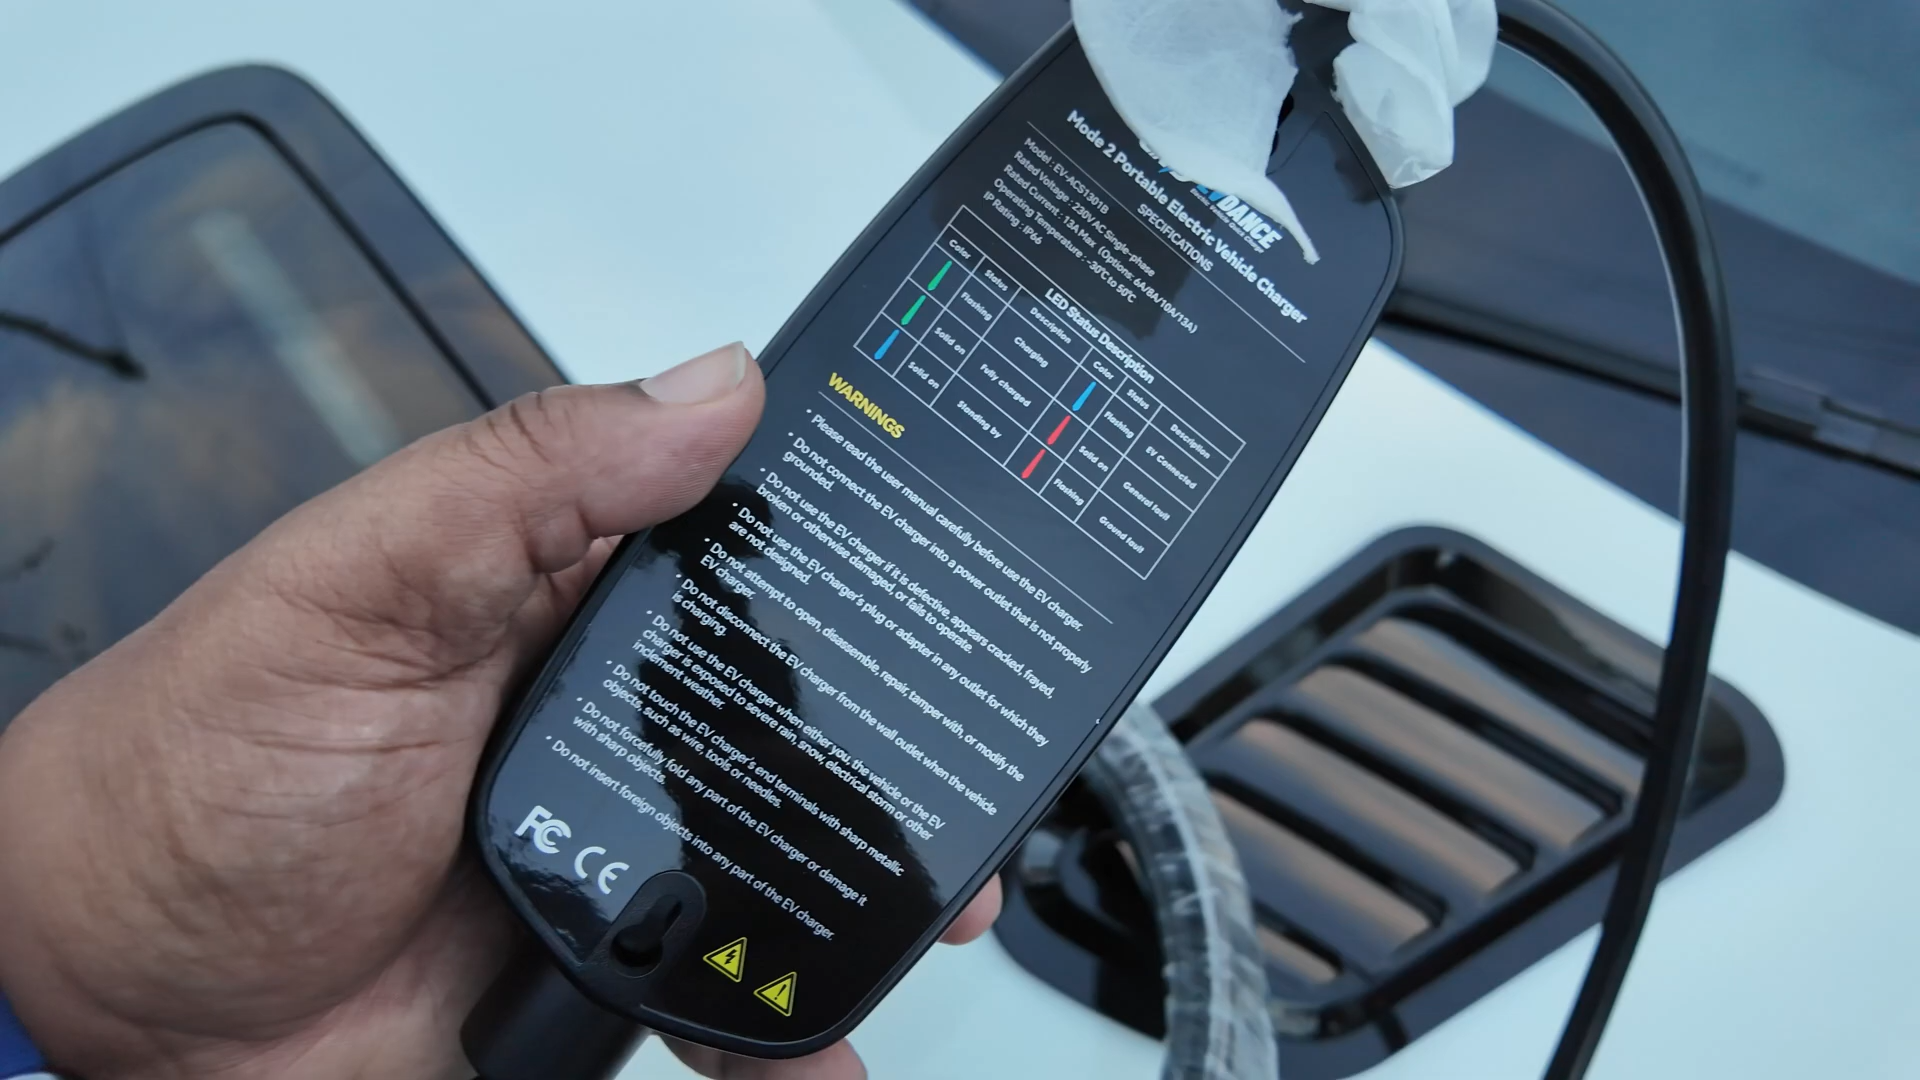 DANCE
Mode 2 Portable Electric Vehicle Charger
SPECIFICATIONS
Model : EV-ACS1301B
Rated Voltage : 230V AC Single-phase
Rated Current : 13A Max (Options: 6A/8A/10A/13A)
Operating Temperature : -30℃ to 50℃
IP Rating : IP66
LED Status Description
Color Status Description Color Status Description
Flashing Charging Flashing EV Connected
Solid on Fully charged Solid on General fault
Solid on Standing by Flashing Ground fault
WARNINGS
• Please read the user manual carefully before use the EV charger.
• Do not connect the EV charger into a power outlet that is not properly
grounded.
• Do not use the EV charger if it is defective, appears cracked, frayed,
broken or otherwise damaged, or fails to operate.
• Do not use the EV charger's plug or adapter in any outlet for which they
are not designed.
• Do not attempt to open, disassemble, repair, tamper with, or modify the
EV charger.
• Do not disconnect the EV charger from the wall outlet when the vehicle
is charging.
• Do not use the EV charger when either you, the vehicle or the EV
charger is exposed to severe rain, snow, electrical storm or other
inclement weather.
• Do not touch the EV charger's end terminals with sharp metallic
objects, such as wire, tools or needles.
• Do not forcefully fold any part of the EV charger or damage it
with sharp objects.
• Do not insert foreign objects into any part of the EV charger.
FC CE